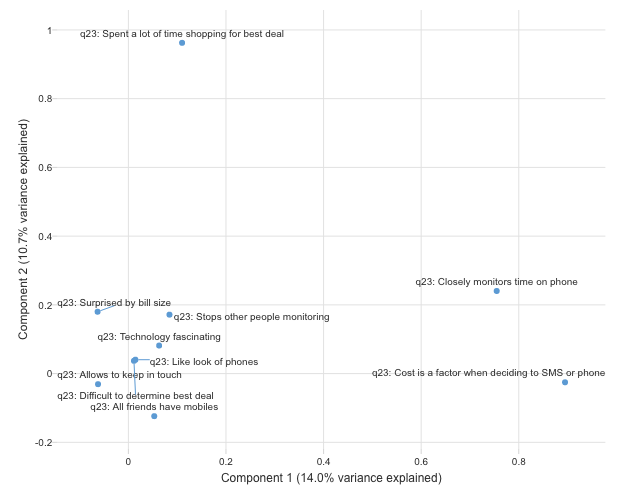 1
q23: Spent a lot of time shopping for best deal
0.8
0.6
0.4
Component 2 (10.7% variance explained)
q23: Closely monitors time on phone
0.2
q23: Surprised by bill size
q23: Stops other people monitoring
q23: Technology fascinating
q23: Like look of phones
0
q23: Allows to keep in touch
q23: Cost is a factor when deciding to SMS or phone
q23: Difficult to determine best deal
q23: All friends have mobiles
-0.2
0
0.2
0.4
0.6
0.8
Component 1 (14.0% variance explained)